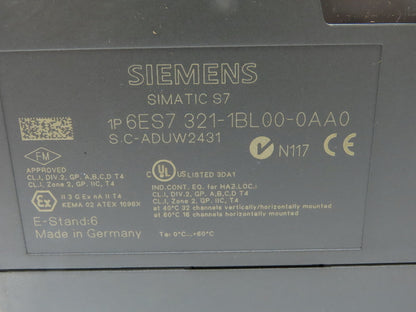 SIEMENS
SIMATIC S7
1P 6ES7 321-1BL00-0AA0
S C-ADUW2431
N117
FM
APPROVED
CL.I, DIV.2, GP. A,B,C,D T4
CL.I, Zone 2, GP. IIC, T4
Ex II 3 G Ex nA II T4
KEMA 02 ATEX 1096X
E-Stand:6
Made in Germany
C UL US LISTED 3DA1
IND.CONT. EQ. for HAZ.LOC.
CL.I, DIV.2, GP. A,B,C,D T4
CL.I, Zone 2, GP. IIC T4
at 40°C 32 channels vertically/horizontally mounted
at 60°C 16 channels horizontally mounted
Ta: 0°C...+60°C
CE